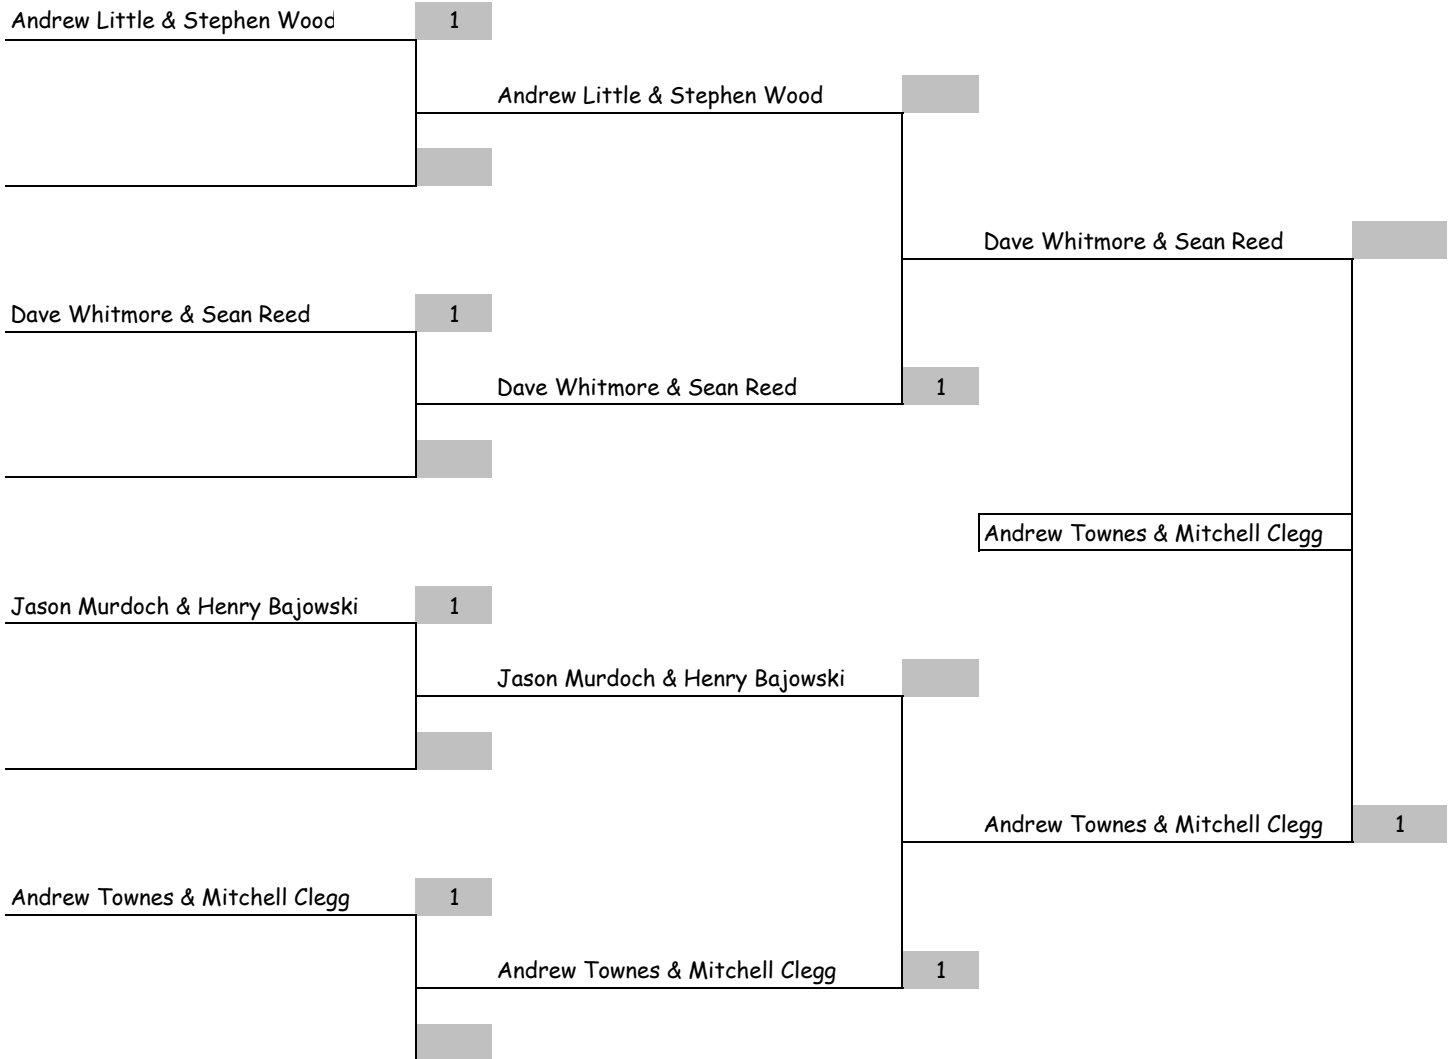 Andrew Little & Stephen Wood 1
Andrew Little & Stephen Wood
Dave Whitmore & Sean Reed
Dave Whitmore & Sean Reed 1
Dave Whitmore & Sean Reed 1
Andrew Townes & Mitchell Clegg
Jason Murdoch & Henry Bajowski 1
Jason Murdoch & Henry Bajowski
Andrew Townes & Mitchell Clegg 1
Andrew Townes & Mitchell Clegg 1
Andrew Townes & Mitchell Clegg 1